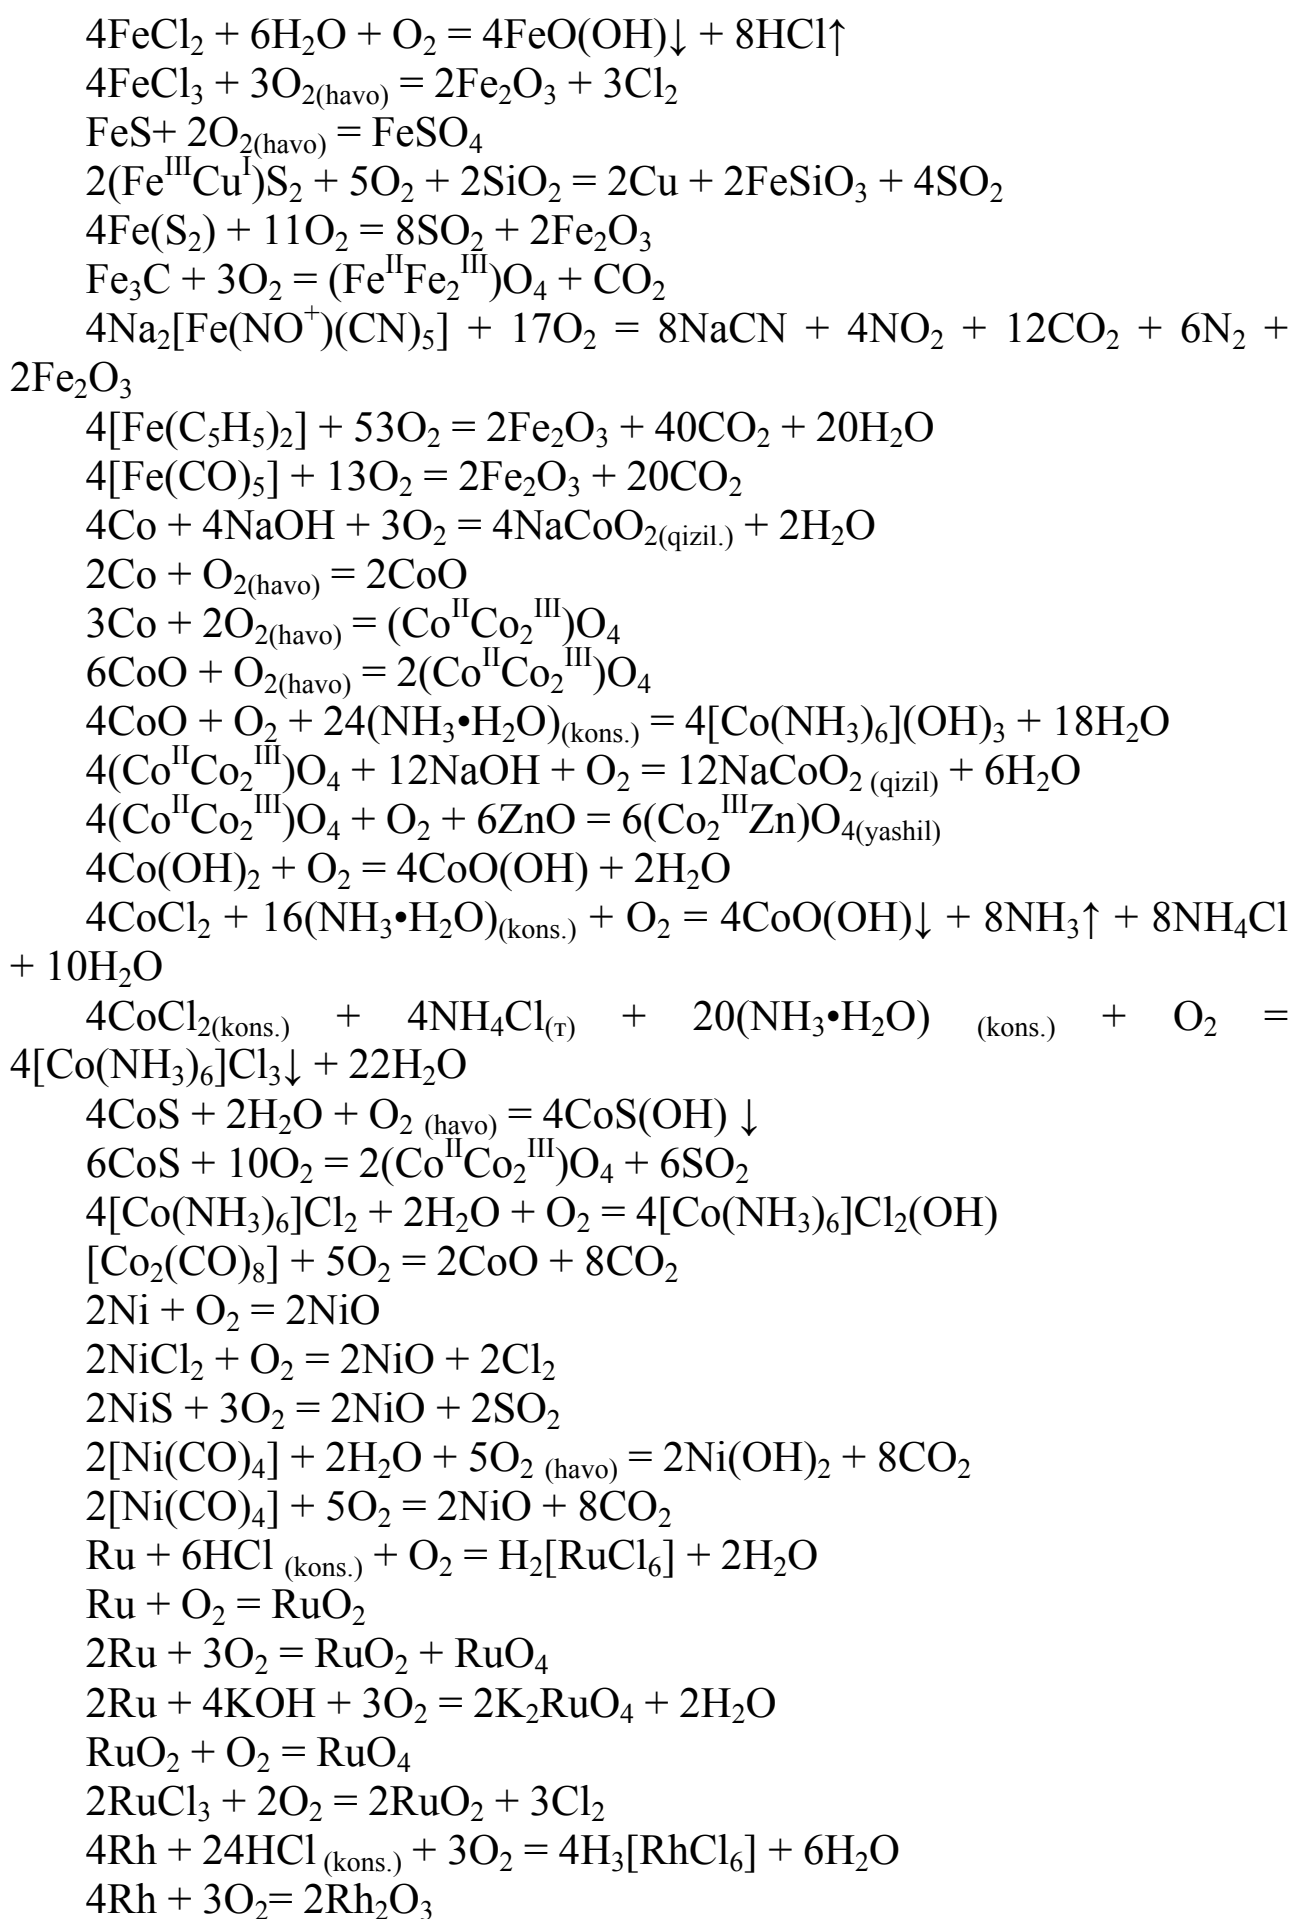 4FeCl₂ + 6H₂O + O₂ = 4FeO(OH)↓ + 8HCl↑
4FeCl₃ + 3O₂₍havo₎ = 2Fe₂O₃ + 3Cl₂
FeS+ 2O₂₍havo₎ = FeSO₄
2(FeᴵᴵᴵCuᴵ)S₂ + 5O₂ + 2SiO₂ = 2Cu + 2FeSiO₃ + 4SO₂
4Fe(S₂) + 11O₂ = 8SO₂ + 2Fe₂O₃
Fe₃C + 3O₂ = (FeᴵᴵFe₂ᴵᴵᴵ)O₄ + CO₂
4Na₂[Fe(NO⁺)(CN)₅] + 17O₂ = 8NaCN + 4NO₂ + 12CO₂ + 6N₂ +
2Fe₂O₃
4[Fe(C₅H₅)₂] + 53O₂ = 2Fe₂O₃ + 40CO₂ + 20H₂O
4[Fe(CO)₅] + 13O₂ = 2Fe₂O₃ + 20CO₂
4Co + 4NaOH + 3O₂ = 4NaCoO₂₍qizil.₎ + 2H₂O
2Co + O₂₍havo₎ = 2CoO
3Co + 2O₂₍havo₎ = (CoᴵᴵCo₂ᴵᴵᴵ)O₄
6CoO + O₂₍havo₎ = 2(CoᴵᴵCo₂ᴵᴵᴵ)O₄
4CoO + O₂ + 24(NH₃•H₂O)₍kons.₎ = 4[Co(NH₃)₆](OH)₃ + 18H₂O
4(CoᴵᴵCo₂ᴵᴵᴵ)O₄ + 12NaOH + O₂ = 12NaCoO₂ ₍qizil₎ + 6H₂O
4(CoᴵᴵCo₂ᴵᴵᴵ)O₄ + O₂ + 6ZnO = 6(Co₂ᴵᴵᴵZn)O₄₍yashil₎
4Co(OH)₂ + O₂ = 4CoO(OH) + 2H₂O
4CoCl₂ + 16(NH₃•H₂O)₍kons.₎ + O₂ = 4CoO(OH)↓ + 8NH₃↑ + 8NH₄Cl
+ 10H₂O
4CoCl₂₍kons.₎ + 4NH₄Cl₍т₎ + 20(NH₃•H₂O) ₍kons.₎ + O₂ =
4[Co(NH₃)₆]Cl₃↓ + 22H₂O
4CoS + 2H₂O + O₂ ₍havo₎ = 4CoS(OH) ↓
6CoS + 10O₂ = 2(CoᴵᴵCo₂ᴵᴵᴵ)O₄ + 6SO₂
4[Co(NH₃)₆]Cl₂ + 2H₂O + O₂ = 4[Co(NH₃)₆]Cl₂(OH)
[Co₂(CO)₈] + 5O₂ = 2CoO + 8CO₂
2Ni + O₂ = 2NiO
2NiCl₂ + O₂ = 2NiO + 2Cl₂
2NiS + 3O₂ = 2NiO + 2SO₂
2[Ni(CO)₄] + 2H₂O + 5O₂ ₍havo₎ = 2Ni(OH)₂ + 8CO₂
2[Ni(CO)₄] + 5O₂ = 2NiO + 8CO₂
Ru + 6HCl ₍kons.₎ + O₂ = H₂[RuCl₆] + 2H₂O
Ru + O₂ = RuO₂
2Ru + 3O₂ = RuO₂ + RuO₄
2Ru + 4KOH + 3O₂ = 2K₂RuO₄ + 2H₂O
RuO₂ + O₂ = RuO₄
2RuCl₃ + 2O₂ = 2RuO₂ + 3Cl₂
4Rh + 24HCl ₍kons.₎ + 3O₂ = 4H₃[RhCl₆] + 6H₂O
4Rh + 3O₂= 2Rh₂O₃